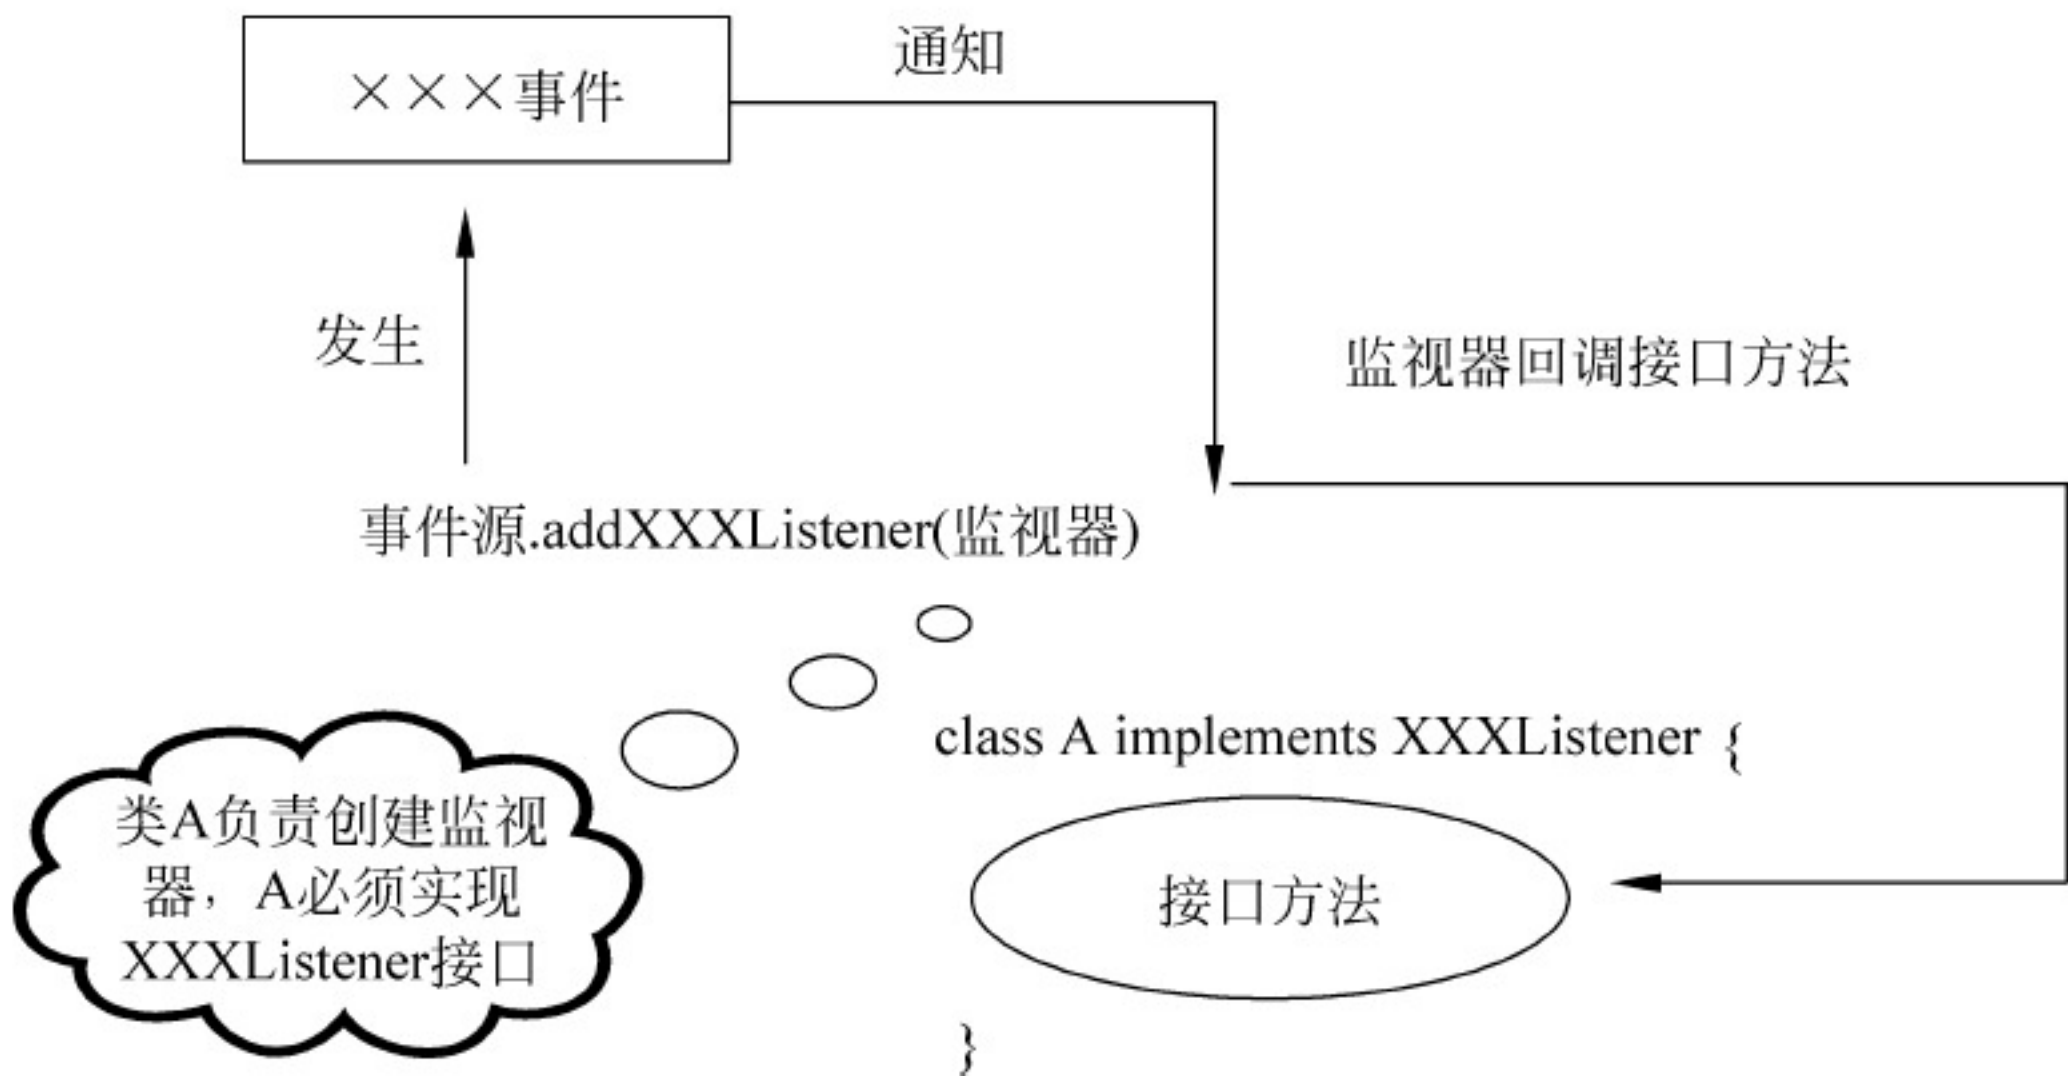 ×××事件
通知
发生
监视器回调接口方法
事件源.addXXXListener(监视器)
class A implements XXXListener {
类A负责创建监视
器，A必须实现
XXXListener接口
接口方法
}